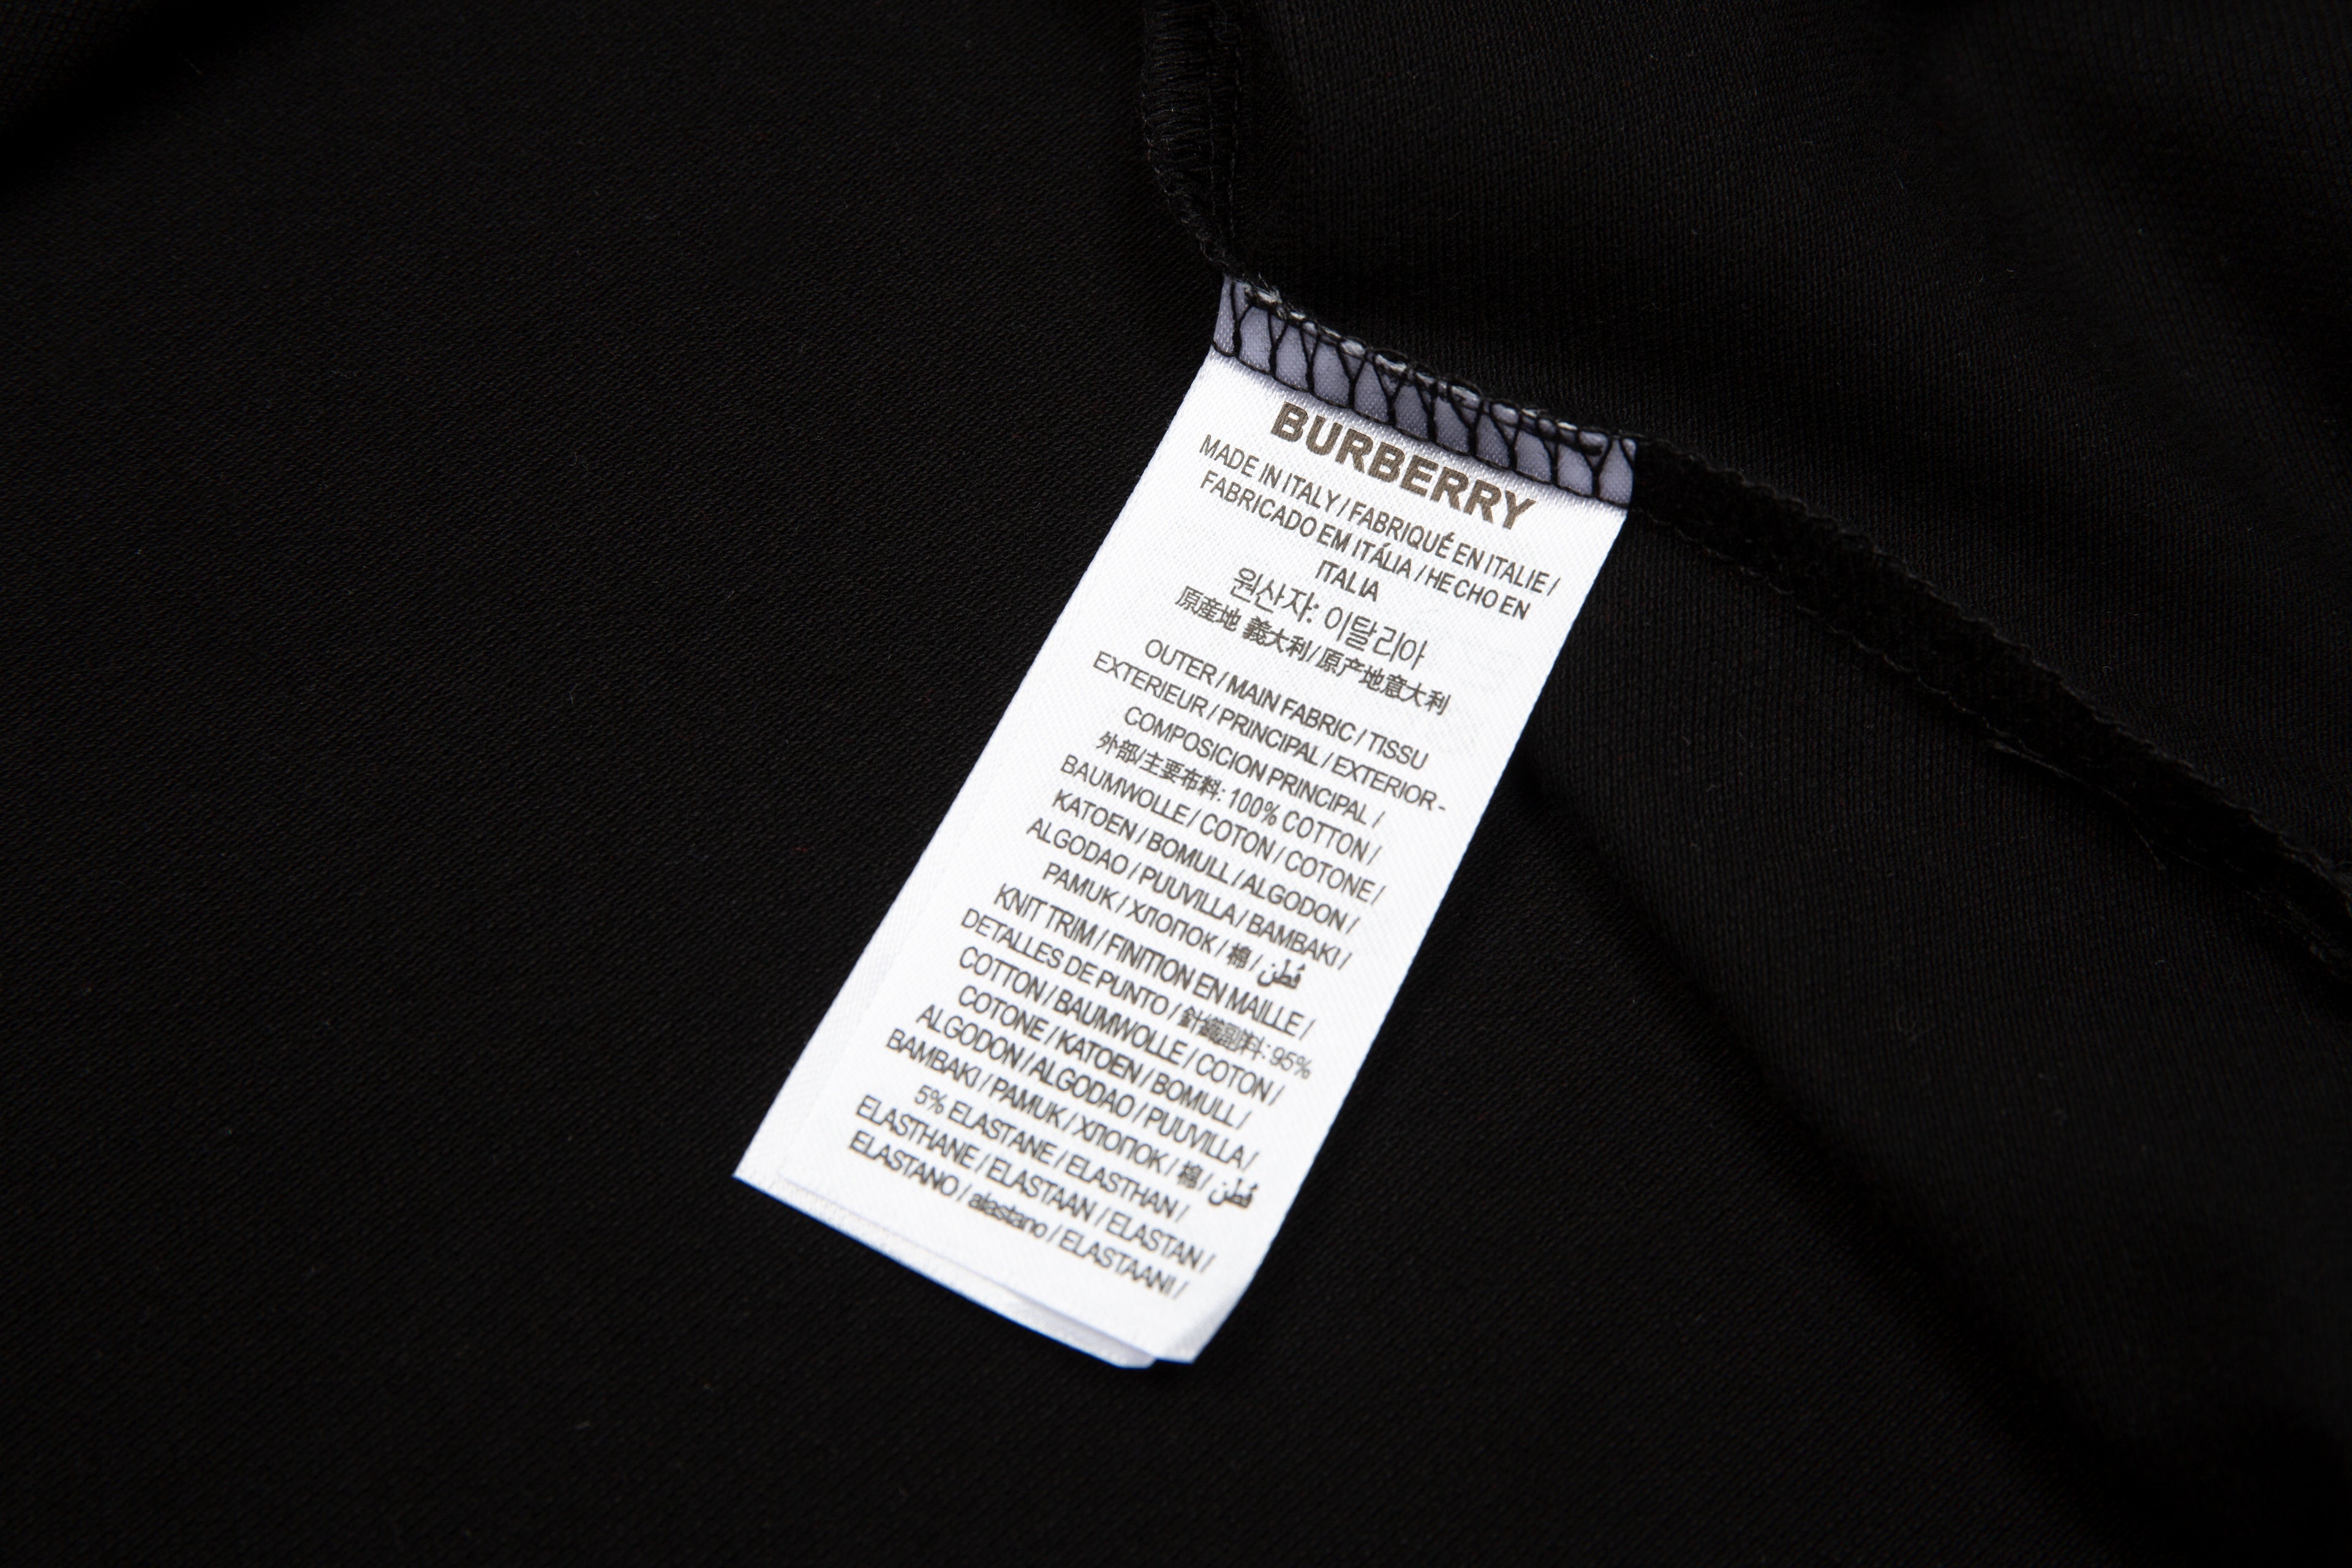 BURBERRY
MADE IN ITALY / FABRIQUÉ EN ITALIE /
FABRICADO EM ITÁLIA / HECHO EN
ITALIA
원산자: 이탈리아
原産地 義大利/原产地意大利
OUTER / MAIN FABRIC / TISSU
EXTERIEUR / PRINCIPAL / EXTERIOR-
COMPOSICION PRINCIPAL /
外部/主要布料: 100% COTTON /
BAUMWOLLE / COTON / COTONE /
KATOEN / BOMULL / ALGODON /
ALGODAO / PUUVILLA / BAMBAKI /
PAMUK / ХЛОПОК / 棉 / قطن
KNIT TRIM / FINITION EN MAILLE /
DETALLES DE PUNTO / 針織副料: 95%
COTTON / BAUMWOLLE / COTON /
COTONE / KATOEN / BOMULL /
ALGODON / ALGODAO / PUUVILLA /
BAMBAKI / PAMUK / ХЛОПОК / 棉 / قطن
5% ELASTANE / ELASTHAN /
ELASTHANE / ELASTAAN / ELASTAN /
ELASTANO / alastano / ELASTAANI /